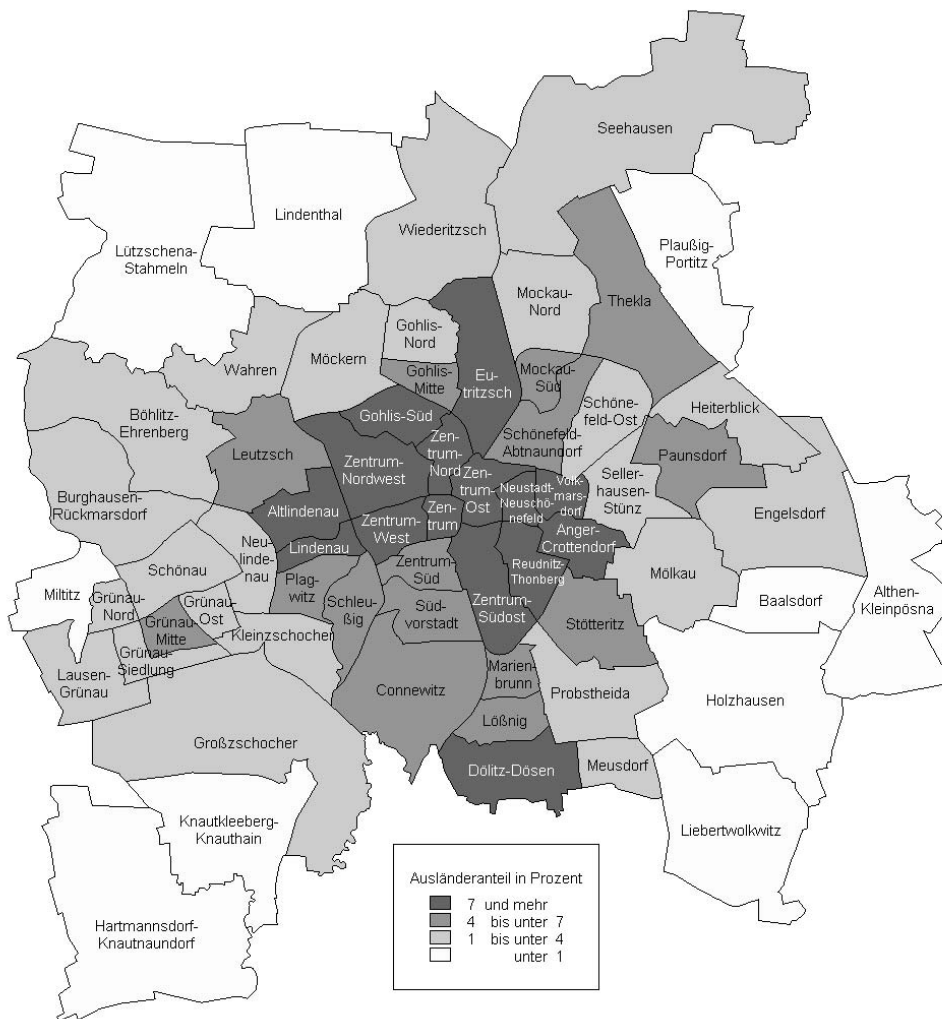 Seehausen
Lindenthal
Wiederitzsch
Plaußig-
Portitz
Lützschena-
Stahmeln
Mockau-
Nord
Thekla
Gohlis-
Nord
Möckern
Wahren
Gohlis-
Mitte
Eu-
tritzsch
Mockau-
Süd
Heiterblick
Böhlitz-
Ehrenberg
Gohlis-Süd
Schöne-
feld-Ost
Schönefeld-
Abtnaundorf
Leutzsch
Zentrum-
Nordwest
Zen-
trum-
Nord
Zen-
trum-
Ost
Neustadt-
Neuschö-
nefeld
Volk-
mars-
dorf
Seller-
hausen-
Stünz
Paunsdorf
Burghausen-
Rückmarsdorf
Altlindenau
Zentrum-
West
Zen-
trum
Anger-
Crottendorf
Engelsdorf
Neu-
linde-
nau
Lindenau
Schönau
Zentrum-
Süd
Reudnitz-
Thonberg
Mölkau
Miltitz
Grünau-
Nord
Grünau-
Ost
Plag-
witz
Schleu-
ßig
Süd-
vorstadt
Zentrum-
Südost
Stötteritz
Baalsdorf
Althen-
Kleinpösna
Grünau-
Mitte
Grünau-
Siedlung
Kleinzschocher
Lausen-
Grünau
Connewitz
Marien-
brunn
Probstheida
Holzhausen
Lößnig
Großzschocher
Dölitz-Dösen
Meusdorf
Knautkleeberg-
Knauthain
Liebertwolkwitz
Hartmannsdorf-
Knautnaundorf
Ausländeranteil in Prozent
7 und mehr
4 bis unter 7
1 bis unter 4
unter 1